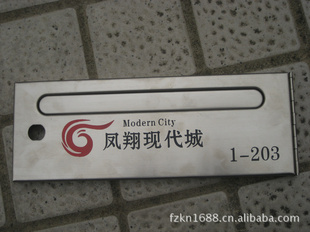 Modern City
凤翔现代城
1-203
fzkn1688.cn.alibaba.com